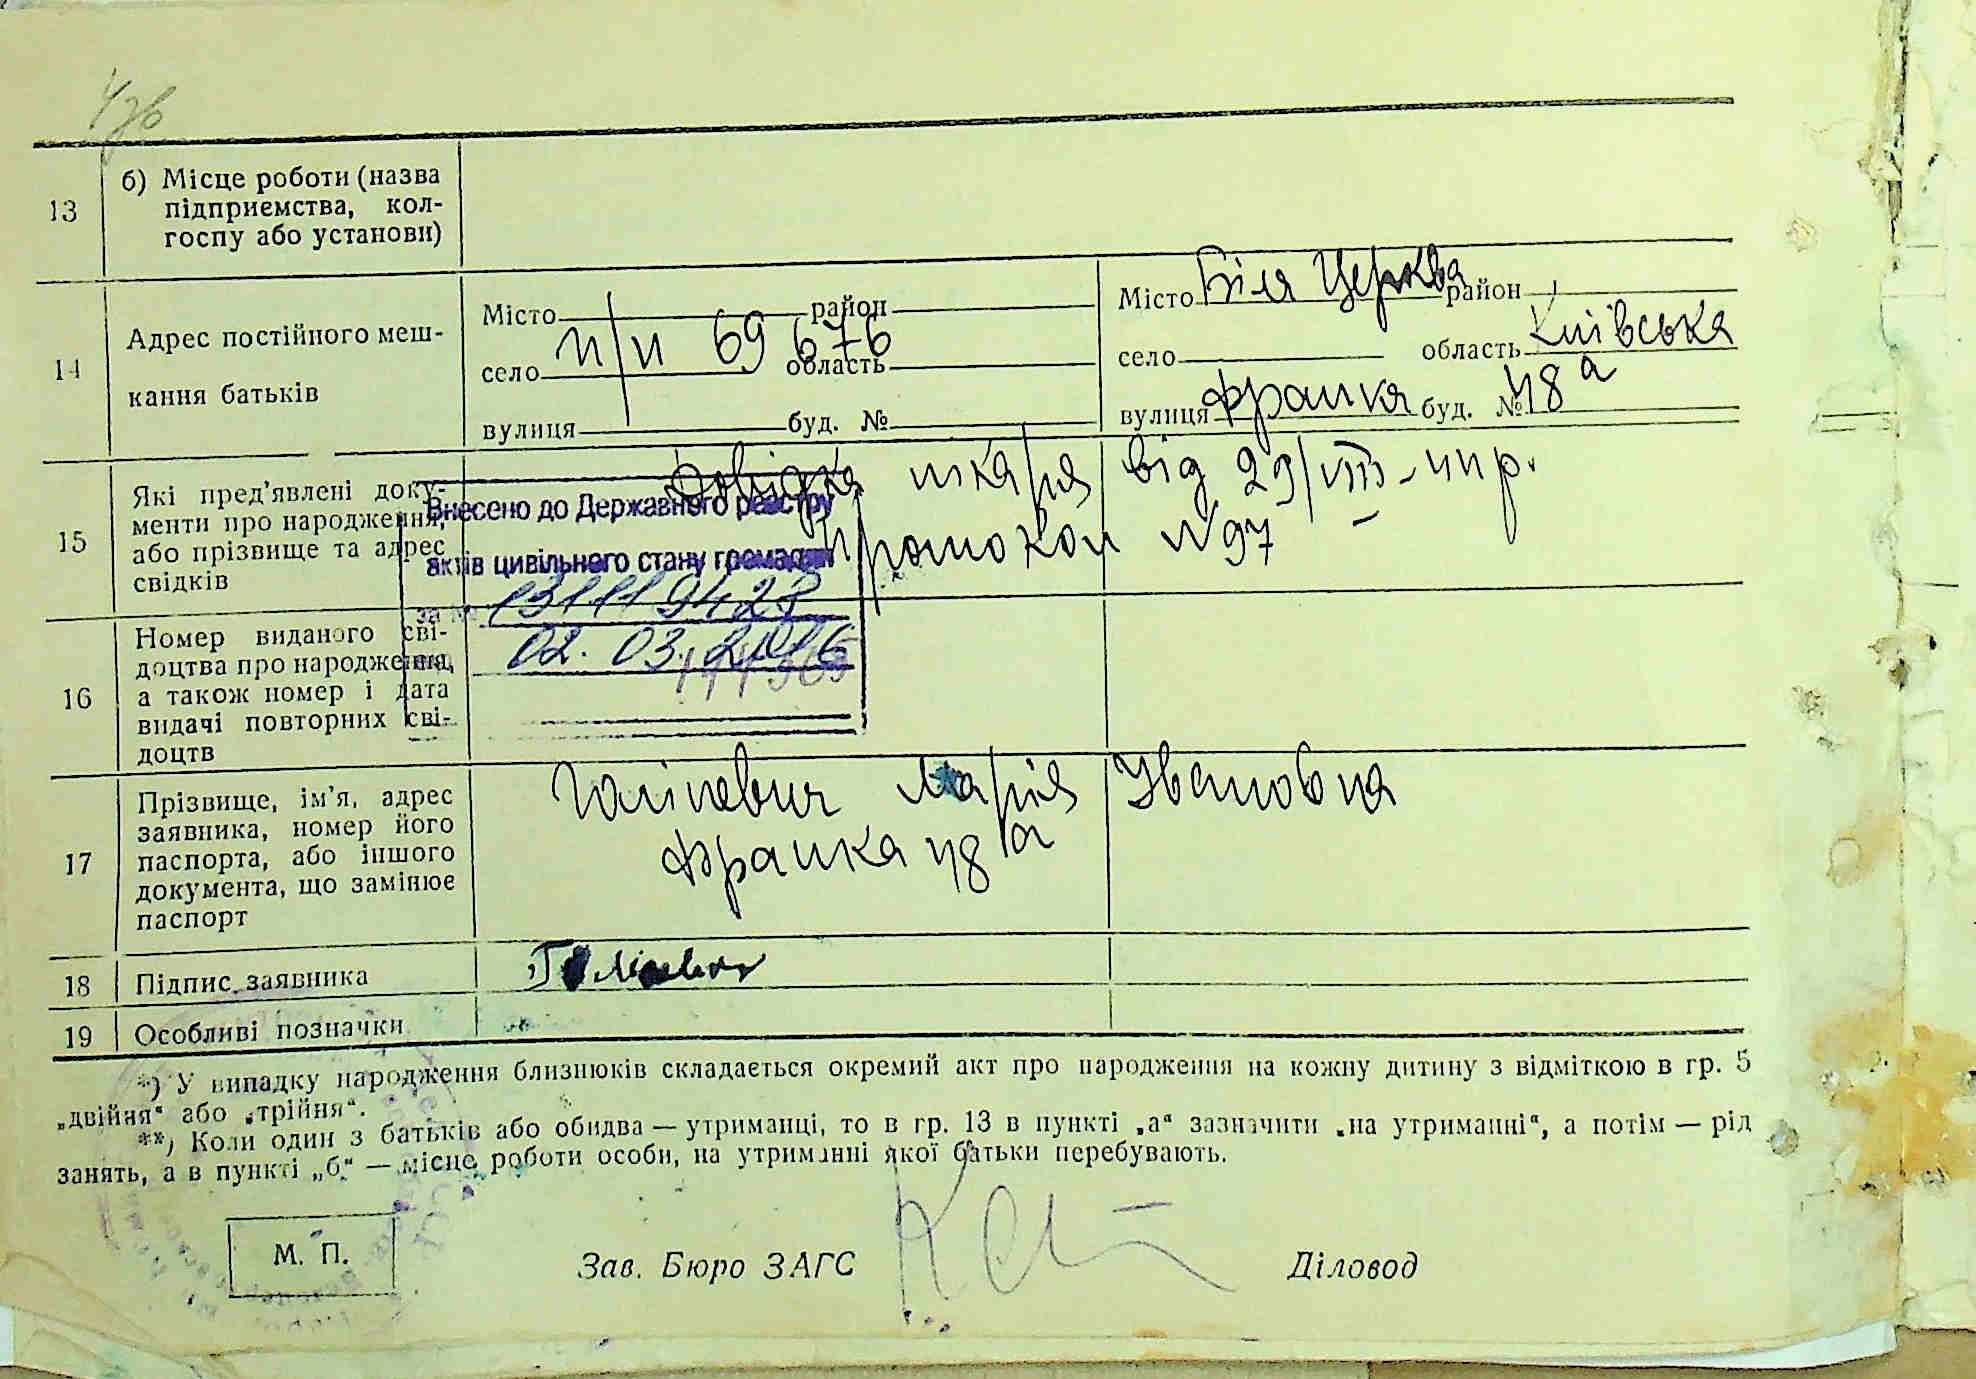 13 б) Місце роботи (назва
підприємства, кол-
госпу або установи)
14 Адрес постійного меш-
кання батьків
Місто район
п/п 69676
село область
вулиця буд. №
Місто Біла Церква район
село область Київська
вулиця Франка буд. № 48а
15 Які пред'явлені доку-
менти про народження,
або прізвище та адрес
свідків
Довідка лікаря від 29/VIII-
протокол №97
Внесено до Державного реєстру
актів цивільного стану громадян
за № 13111942
02.03.2016
16 Номер виданого сві-
доцтва про народження,
а також номер і дата
видачі повторних сві-
доцтв
17 Прізвище, ім'я, адрес
заявника, номер його
паспорта, або іншого
документа, що замінює
паспорт
Марія Івановна
Франка 48а
18 Підпис заявника
19 Особливі позначки
*) У випадку народження близнюків складається окремий акт про народження на кожну дитину з відміткою в гр. 5
„двійня“ або „трійня“.
**) Коли один з батьків або обидва — утриманці, то в гр. 13 в пункті „а“ зазначити „на утриманні“, а потім — рід
занять, а в пункті „б“ — місце роботи особи, на утриманні якої батьки перебувають.
М. П.
Зав. Бюро ЗАГС
Діловод